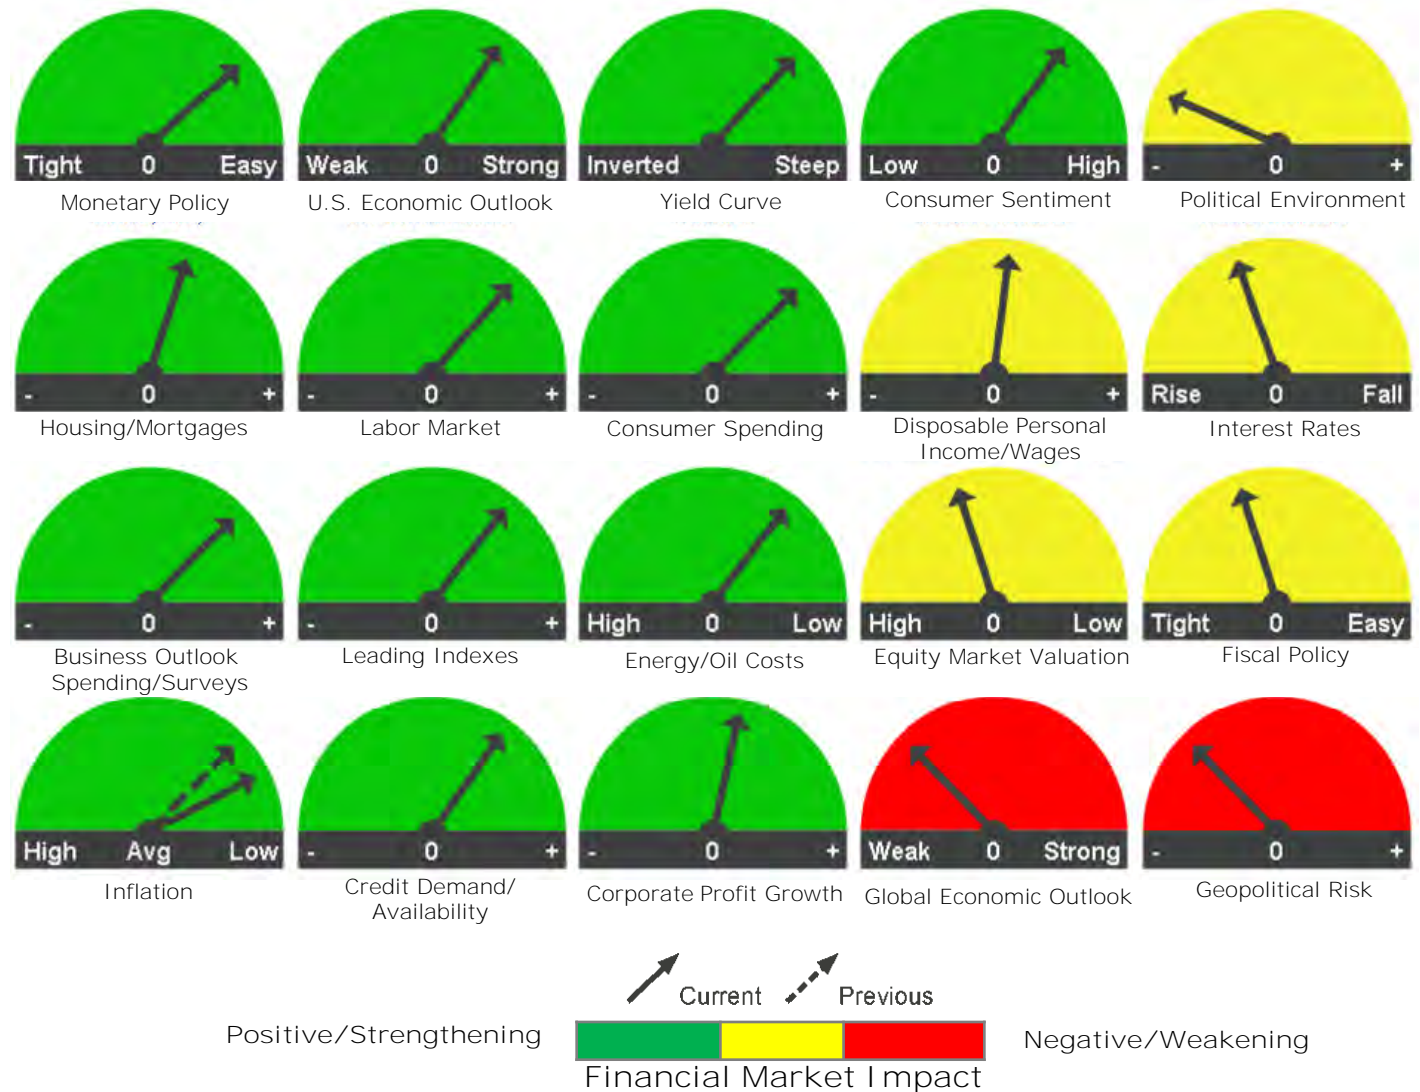 Tight 0 Easy Weak 0 Strong Inverted Steep Low 0 High - 0 +
Monetary Policy U.S. Economic Outlook Yield Curve Consumer Sentiment Political Environment
- 0 + - 0 + - 0 + - 0 + Rise 0 Fall
Housing/Mortgages Labor Market Consumer Spending Disposable Personal Interest Rates
Income/Wages
- 0 + - 0 + High 0 Low High 0 Low Tight 0 Easy
Business Outlook Leading Indexes Energy/Oil Costs Equity Market Valuation Fiscal Policy
Spending/Surveys
High Avg Low - 0 + - 0 + Weak 0 Strong - 0 +
Inflation Credit Demand/ Corporate Profit Growth Global Economic Outlook Geopolitical Risk
Availability
Current Previous
Positive/Strengthening Negative/Weakening
Financial Market Impact